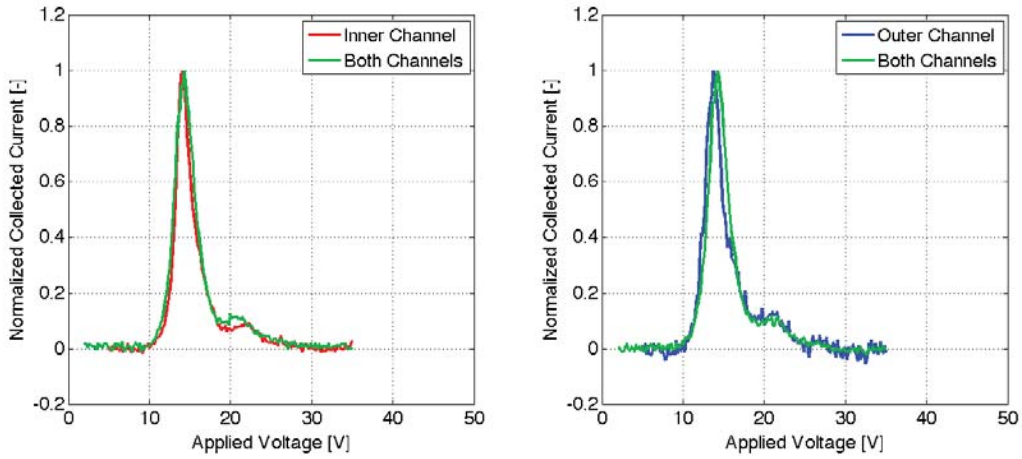 1.2
1
0.8
0.6
0.4
0.2
0
-0.2
Normalized Collected Current [-]
Inner Channel
Both Channels
0 10 20 30 40 50
Applied Voltage [V]
1.2
1
0.8
0.6
0.4
0.2
0
-0.2
Normalized Collected Current [-]
Outer Channel
Both Channels
0 10 20 30 40 50
Applied Voltage [V]